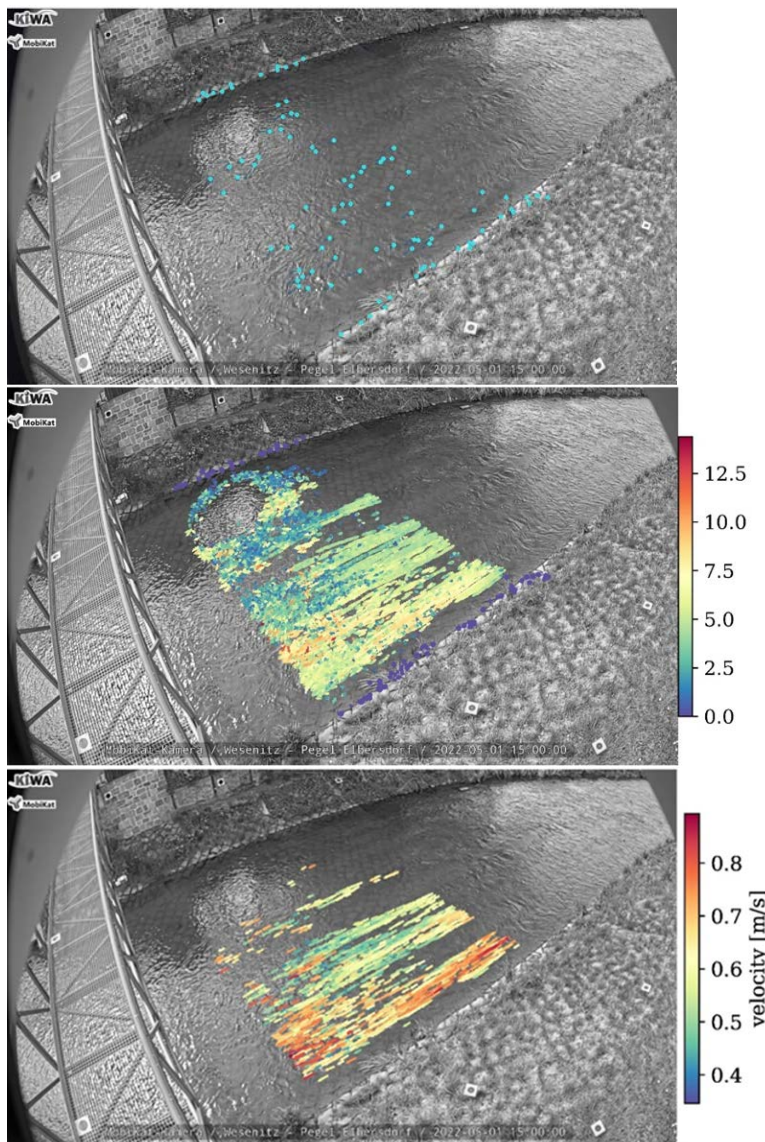 KIWA
MobiKat
MobiKat-Kamera / Wesenitz - Pegel Elbersdorf / 2022-05-01 15:00:00
KIWA
MobiKat
12.5
10.0
7.5
5.0
2.5
0.0
MobiKat-Kamera / Wesenitz - Pegel Elbersdorf / 2022-05-01 15:00:00
KIWA
MobiKat
0.8
0.7
0.6
0.5
0.4
velocity [m/s]
MobiKat-Kamera / Wesenitz - Pegel Elbersdorf / 2022-05-01 15:00:00